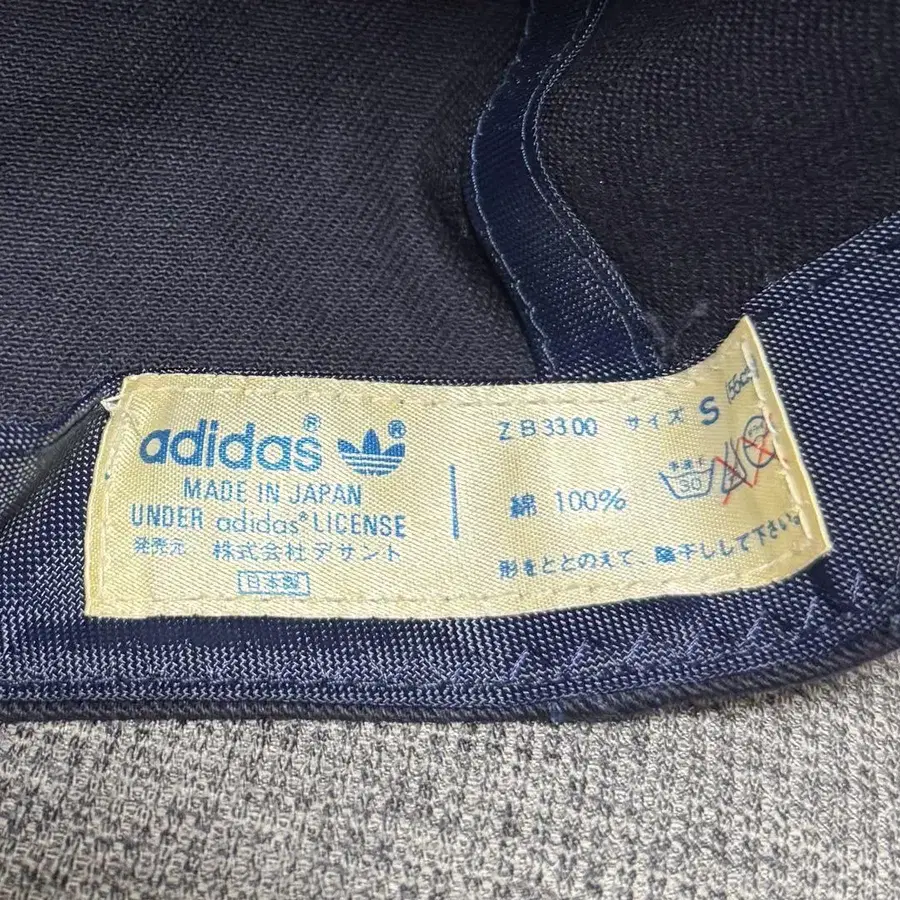 adidas®
®
MADE IN JAPAN
UNDER adidas® LICENSE
発売元 株式会社デサント
日本製
ZB3300 サイズ S
綿 100%
30
形をととのえて、陰干しして下さい。